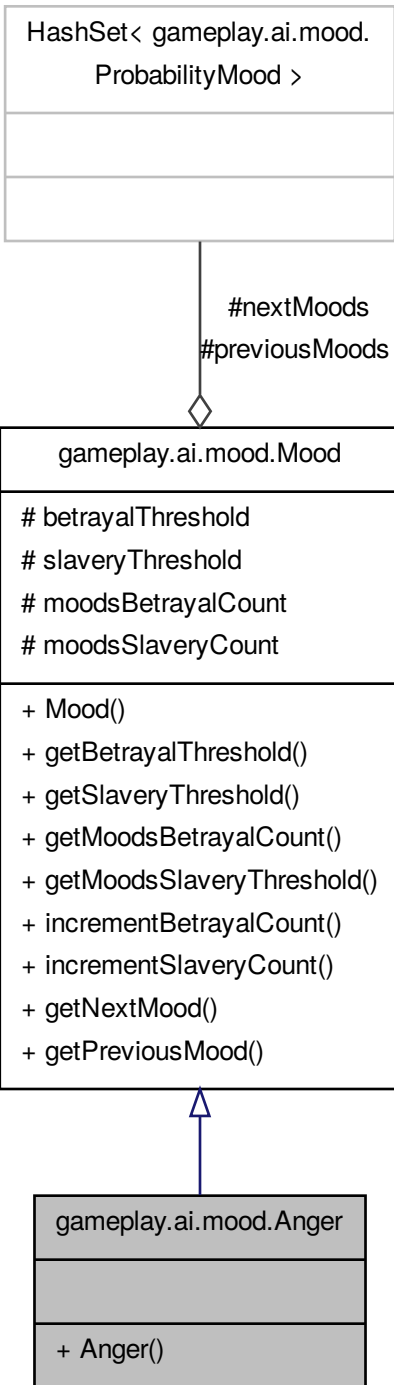 HashSet< gameplay.ai.mood.
ProbabilityMood >
#nextMoods
#previousMoods
gameplay.ai.mood.Mood
# betrayalThreshold
# slaveryThreshold
# moodsBetrayalCount
# moodsSlaveryCount
+ Mood()
+ getBetrayalThreshold()
+ getSlaveryThreshold()
+ getMoodsBetrayalCount()
+ getMoodsSlaveryThreshold()
+ incrementBetrayalCount()
+ incrementSlaveryCount()
+ getNextMood()
+ getPreviousMood()
gameplay.ai.mood.Anger
+ Anger()